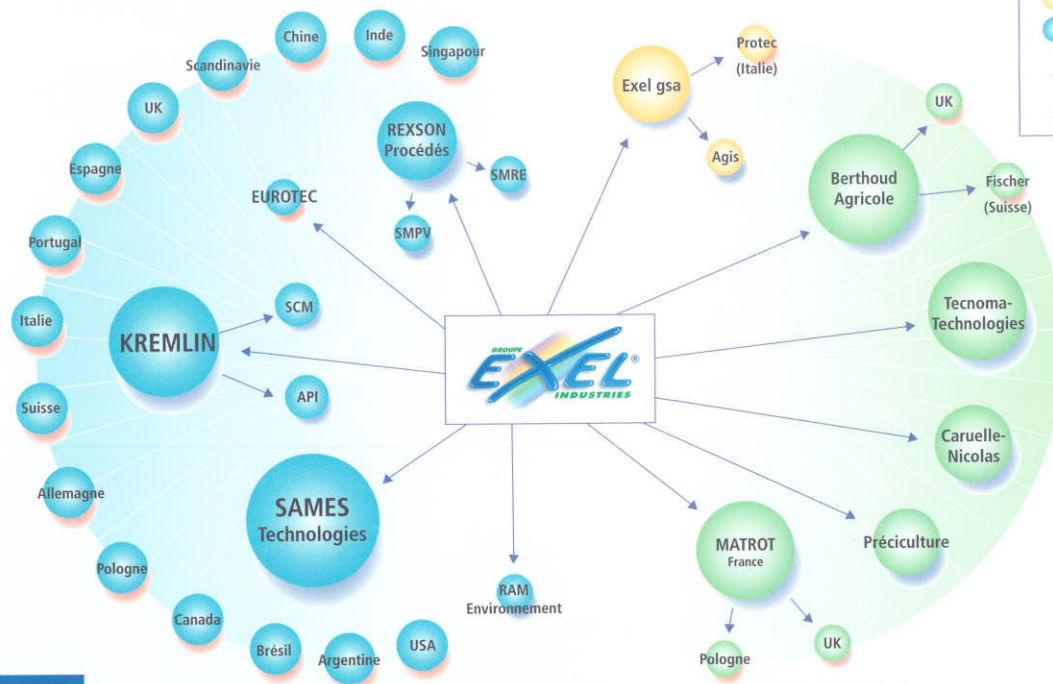 Chine
Inde
Singapour
Scandinavie
UK
Espagne
Portugal
Italie
Suisse
Allemagne
Pologne
Canada
Brésil
Argentine
USA
REXSON
Procédés
SMRE
SMPV
EUROTEC
KREMLIN
SCM
API
SAMES
Technologies
RAM
Environnement
GROUPE
EXEL®
INDUSTRIES
Exel gsa
Protec
(Italie)
Agis
Berthoud
Agricole
UK
Fischer
(Suisse)
Tecnoma-
Technologies
Caruelle-
Nicolas
Préciculture
MATROT
France
Pologne
UK